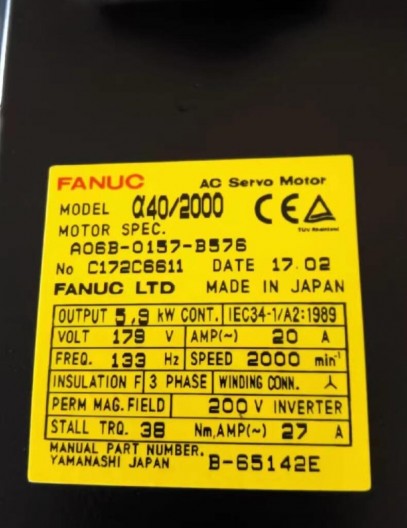 FANUC AC Servo Motor
MODEL α40/2000 CE
MOTOR SPEC.
A06B-0157-B576
No C172C6611 DATE 17.02
FANUC LTD MADE IN JAPAN
OUTPUT 5,9 kW CONT. IEC34-1/A2:1989
VOLT 179 V AMP(~) 20 A
FREQ. 133 Hz SPEED 2000 min⁻¹
INSULATION F 3 PHASE WINDING CONN. 人
PERM MAG. FIELD 200 V INVERTER
STALL TRQ. 38 Nm,AMP(~) 27 A
MANUAL PART NUMBER.
YAMANASHI JAPAN B-65142E